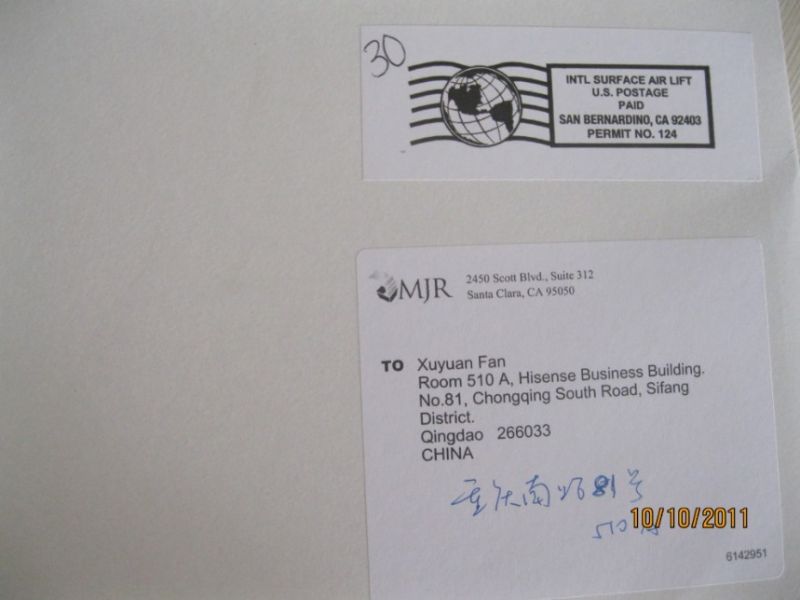 30
INTL SURFACE AIR LIFT
U.S. POSTAGE
PAID
SAN BERNARDINO, CA 92403
PERMIT NO. 124
MJR
2450 Scott Blvd., Suite 312
Santa Clara, CA 95050
TO Xuyuan Fan
Room 510 A, Hisense Business Building.
No.81, Chongqing South Road, Sifang
District.
Qingdao 266033
CHINA
重庆南路81号
510
10/10/2011
6142951